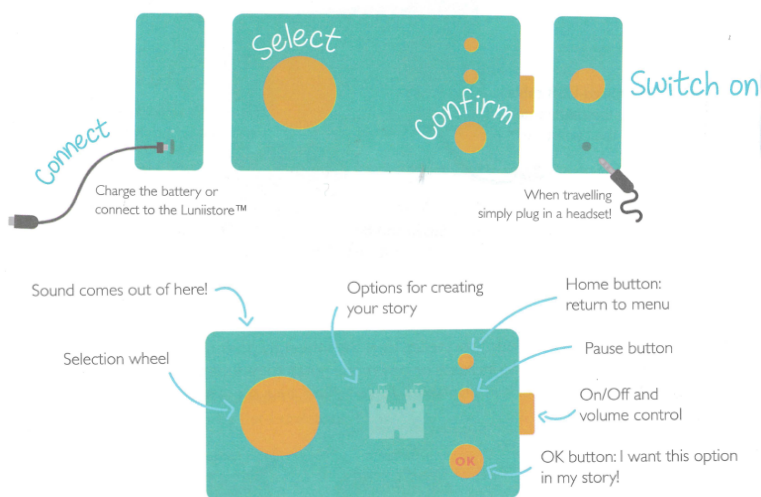 Select
Confirm
Switch on
Connect
Charge the battery or
connect to the Luniistore™
When travelling
simply plug in a headset!
Sound comes out of here!
Options for creating
your story
Home button:
return to menu
Selection wheel
Pause button
On/Off and
volume control
OK
OK button: I want this option
in my story!